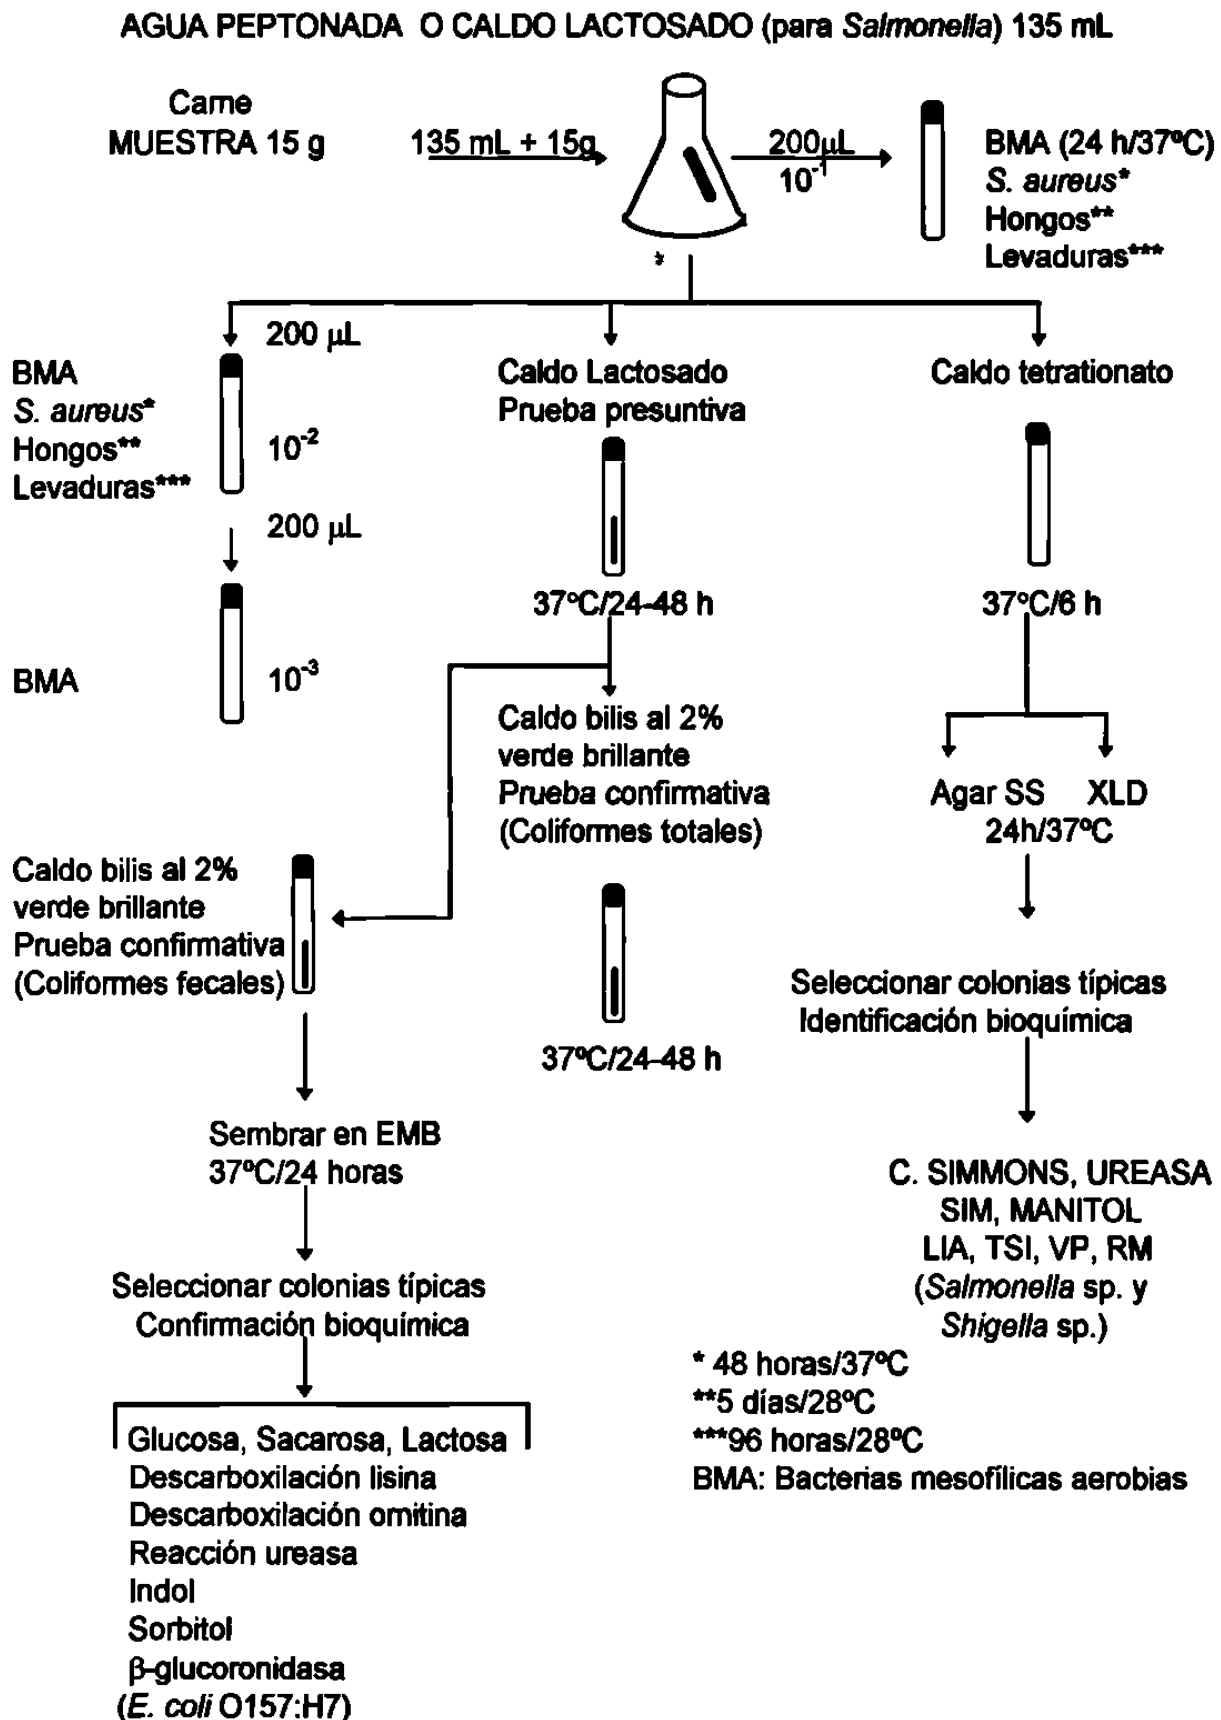 AGUA PEPTONADA O CALDO LACTOSADO (para Salmonella) 135 mL
Carne
MUESTRA 15 g
135 mL + 15g
200µL
10⁻¹
BMA (24 h/37ºC)
S. aureus*
Hongos**
Levaduras***
*
200 µL
BMA
S. aureus*
Hongos**
Levaduras***
10⁻²
200 µL
BMA
10⁻³
Caldo Lactosado
Prueba presuntiva
37ºC/24-48 h
Caldo bilis al 2%
verde brillante
Prueba confirmativa
(Coliformes totales)
37ºC/24-48 h
Caldo bilis al 2%
verde brillante
Prueba confirmativa
(Coliformes fecales)
Sembrar en EMB
37ºC/24 horas
Seleccionar colonias típicas
Confirmación bioquímica
Glucosa, Sacarosa, Lactosa
Descarboxilación lisina
Descarboxilación ornitina
Reacción ureasa
Indol
Sorbitol
β-glucoronidasa
(E. coli O157:H7)
Caldo tetrationato
37ºC/6 h
Agar SS XLD
24h/37ºC
Seleccionar colonias típicas
Identificación bioquímica
C. SIMMONS, UREASA
SIM, MANITOL
LIA, TSI, VP, RM
(Salmonella sp. y
Shigella sp.)
* 48 horas/37ºC
**5 días/28ºC
***96 horas/28ºC
BMA: Bacterias mesofílicas aerobias